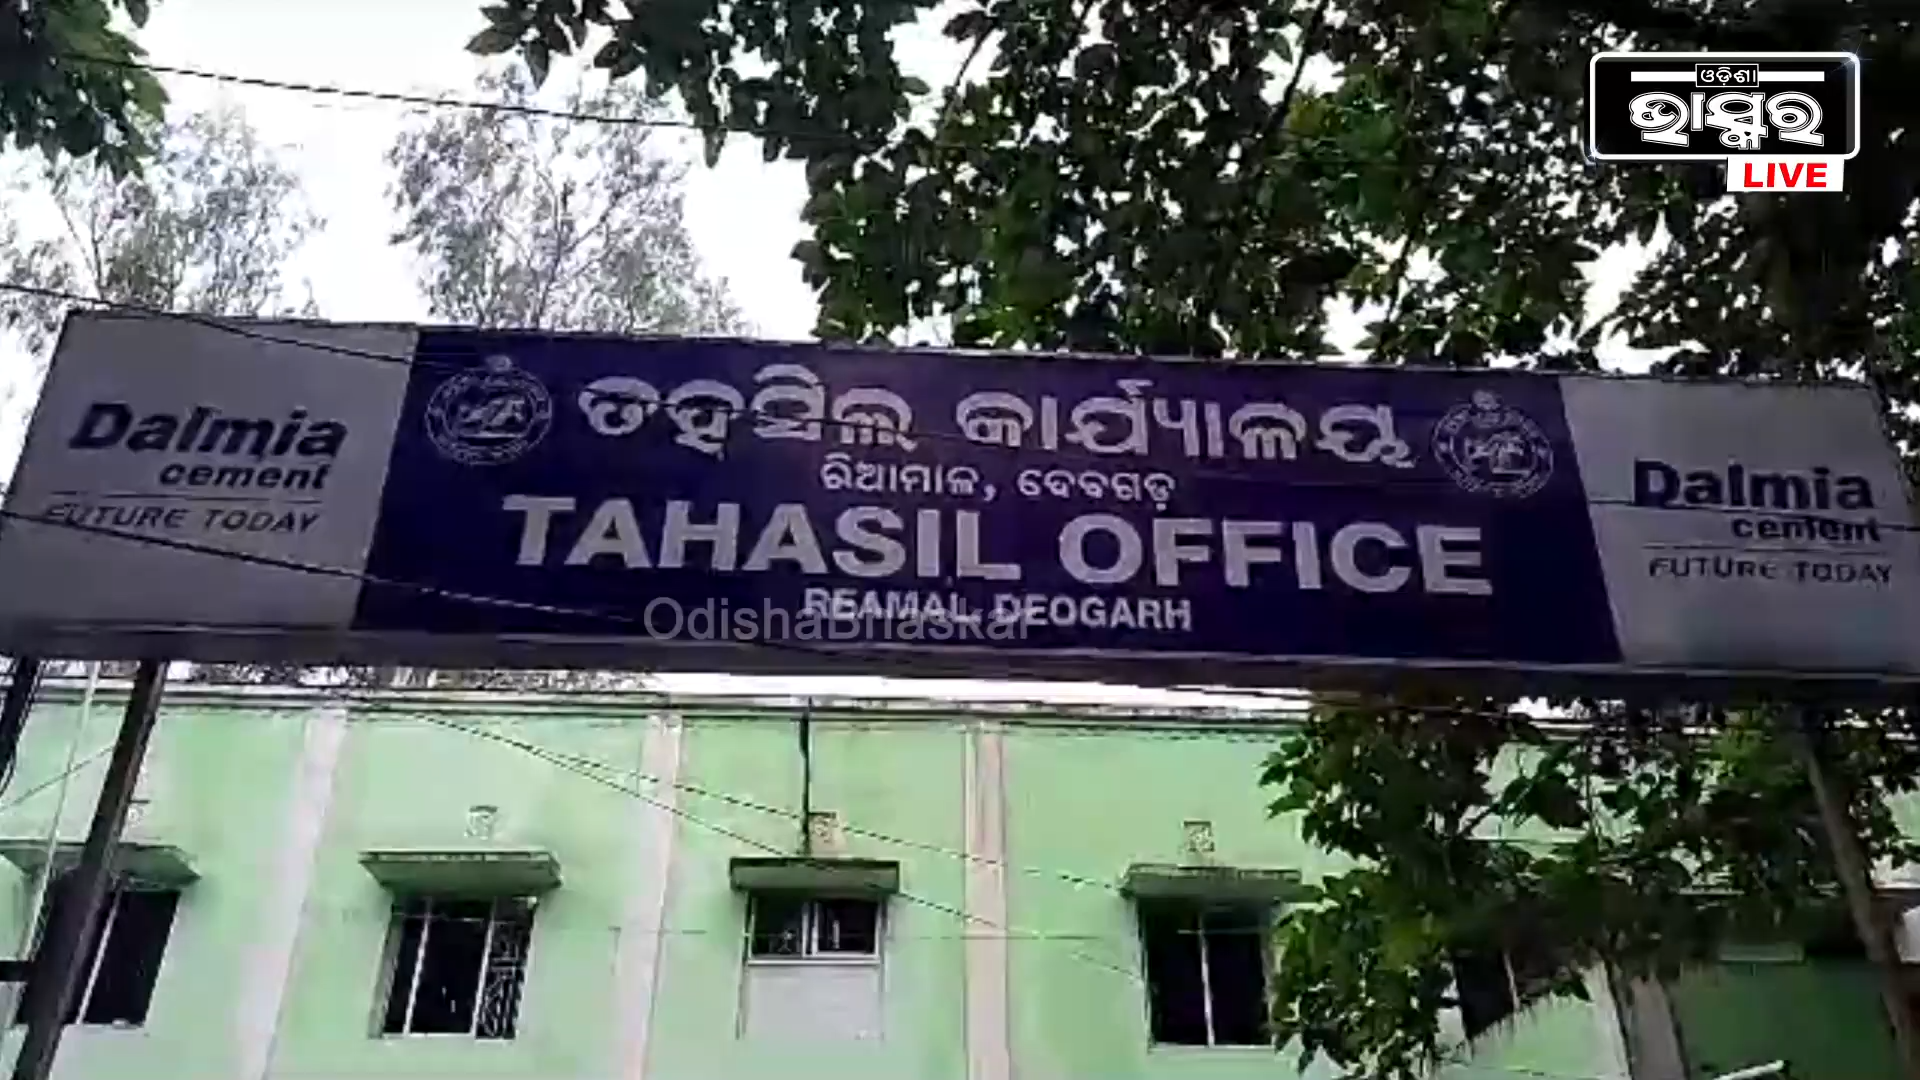 ଓଡ଼ିଶା
ଭାସ୍କର
LIVE
Dalmia
cement
FUTURE TODAY
ତହସିଲ କାର୍ଯ୍ୟାଳୟ
ରିଆମାଳ, ଦେବଗଡ଼
TAHASIL OFFICE
REAMAL, DEOGARH
OdishaBhaskar
Dalmia
cement
FUTURE TODAY